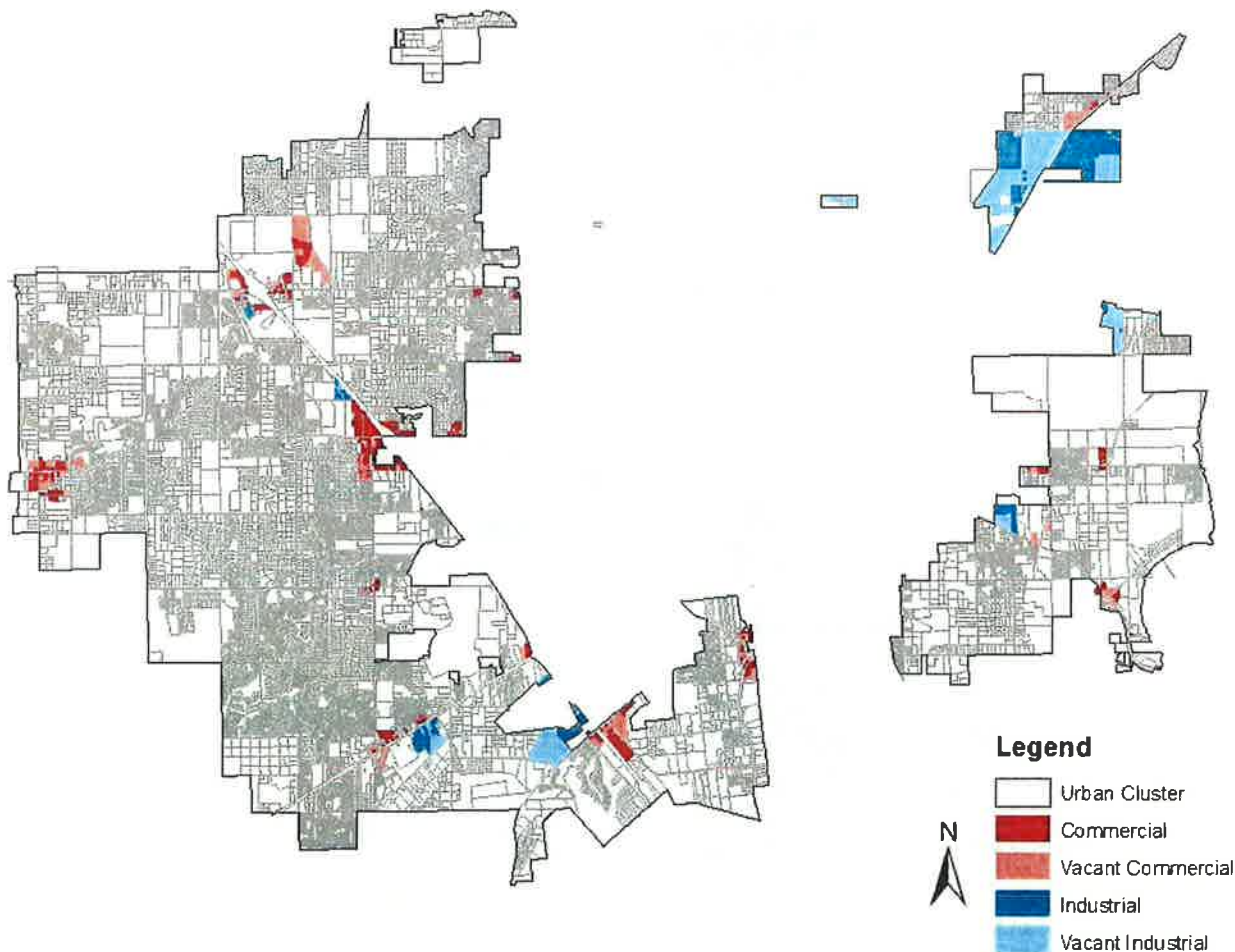 Legend
Urban Cluster
N
Commercial
Vacant Commercial
Industrial
Vacant Industrial